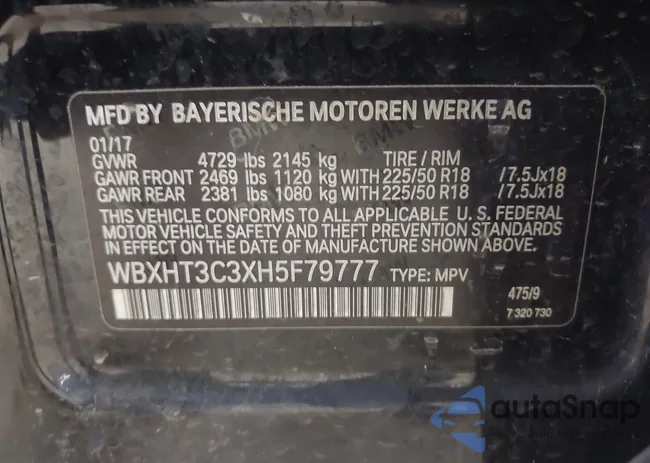 MFD BY BAYERISCHE MOTOREN WERKE AG
01/17
GVWR 4729 lbs 2145 kg TIRE / RIM
GAWR FRONT 2469 lbs 1120 kg WITH 225/50 R18 /7.5Jx18
GAWR REAR 2381 lbs 1080 kg WITH 225/50 R18 /7.5Jx18
THIS VEHICLE CONFORMS TO ALL APPLICABLE U. S. FEDERAL
MOTOR VEHICLE SAFETY AND THEFT PREVENTION STANDARDS
IN EFFECT ON THE DATE OF MANUFACTURE SHOWN ABOVE.
WBXHT3C3XH5F79777 TYPE: MPV
475/9
7 320 730
autoSnap